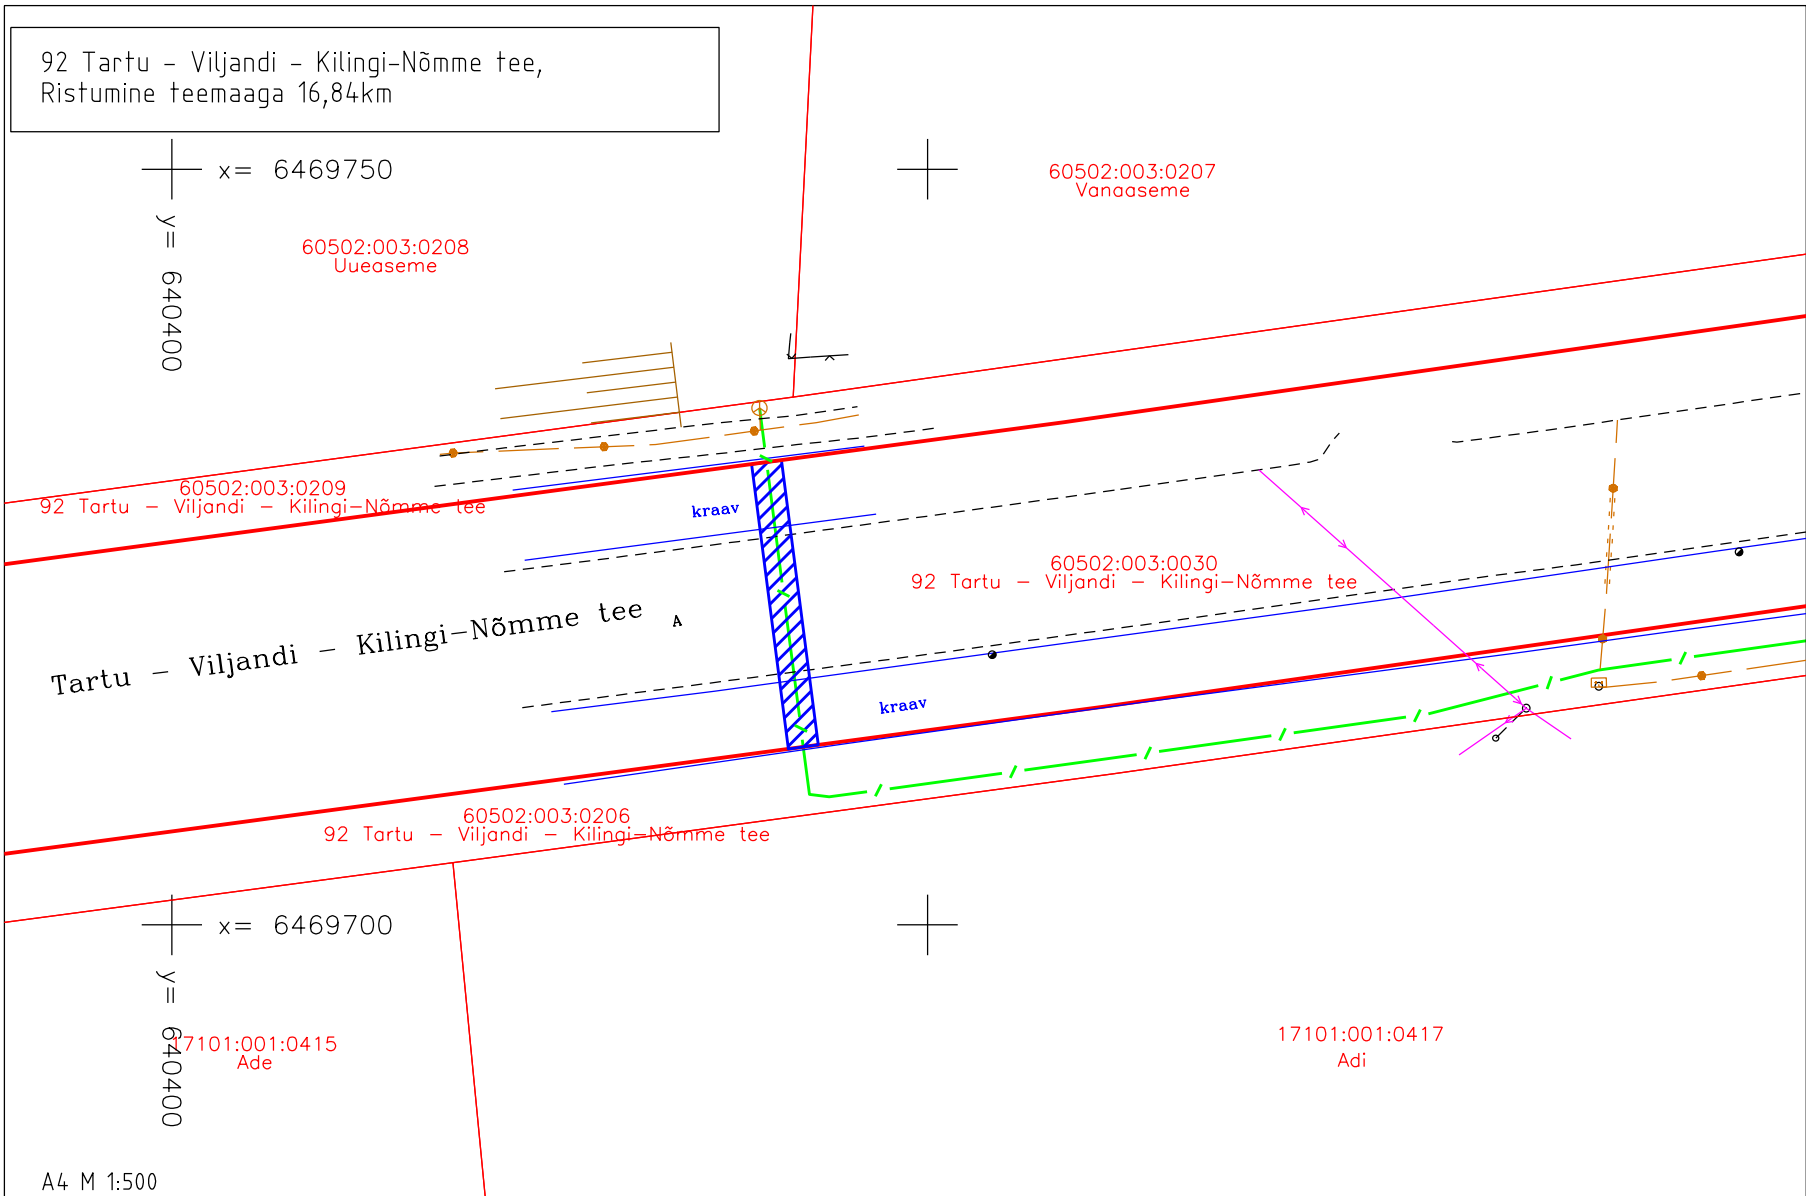 92 Tartu - Viljandi - Kilingi-Nõmme tee,
Ristumine teemaaga 16,84km
x= 6469750
y= 640400
60502:003:0207
Vanaaseme
60502:003:0208
Uueaseme
60502:003:0209
92 Tartu - Viljandi - Kilingi-Nõmme tee
kraav
60502:003:0030
92 Tartu - Viljandi - Kilingi-Nõmme tee
Tartu - Viljandi - Kilingi-Nõmme tee
A
kraav
60502:003:0206
92 Tartu - Viljandi - Kilingi-Nõmme tee
x= 6469700
y= 640400
17101:001:0415
Ade
17101:001:0417
Adi
A4 M 1:500